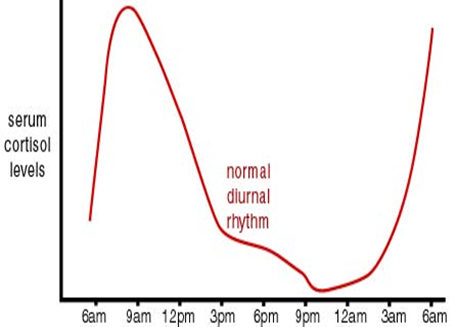 serum
cortisol
levels
normal
diurnal
rhythm
6am 9am 12pm 3pm 6pm 9pm 12am 3am 6am